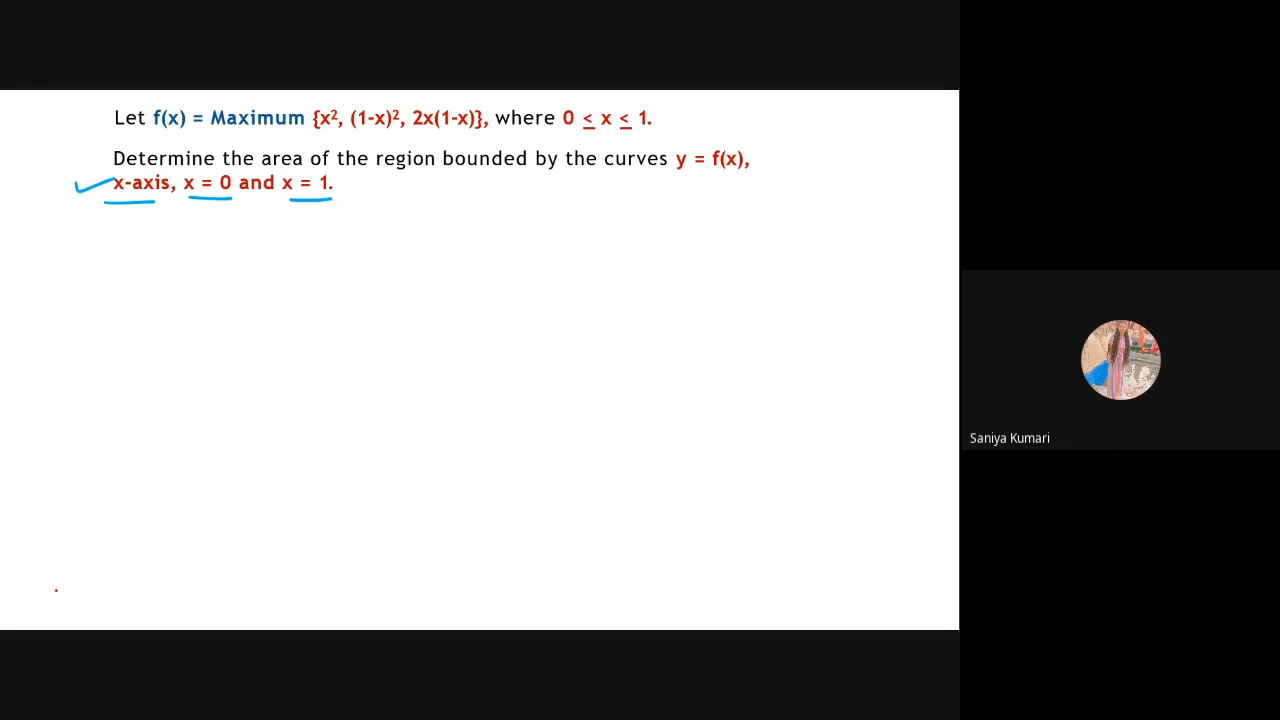 Let f(x) = Maximum {x², (1-x)², 2x(1-x)}, where 0 ≤ x ≤ 1.
Determine the area of the region bounded by the curves y = f(x),
x-axis, x = 0 and x = 1.
Saniya Kumari